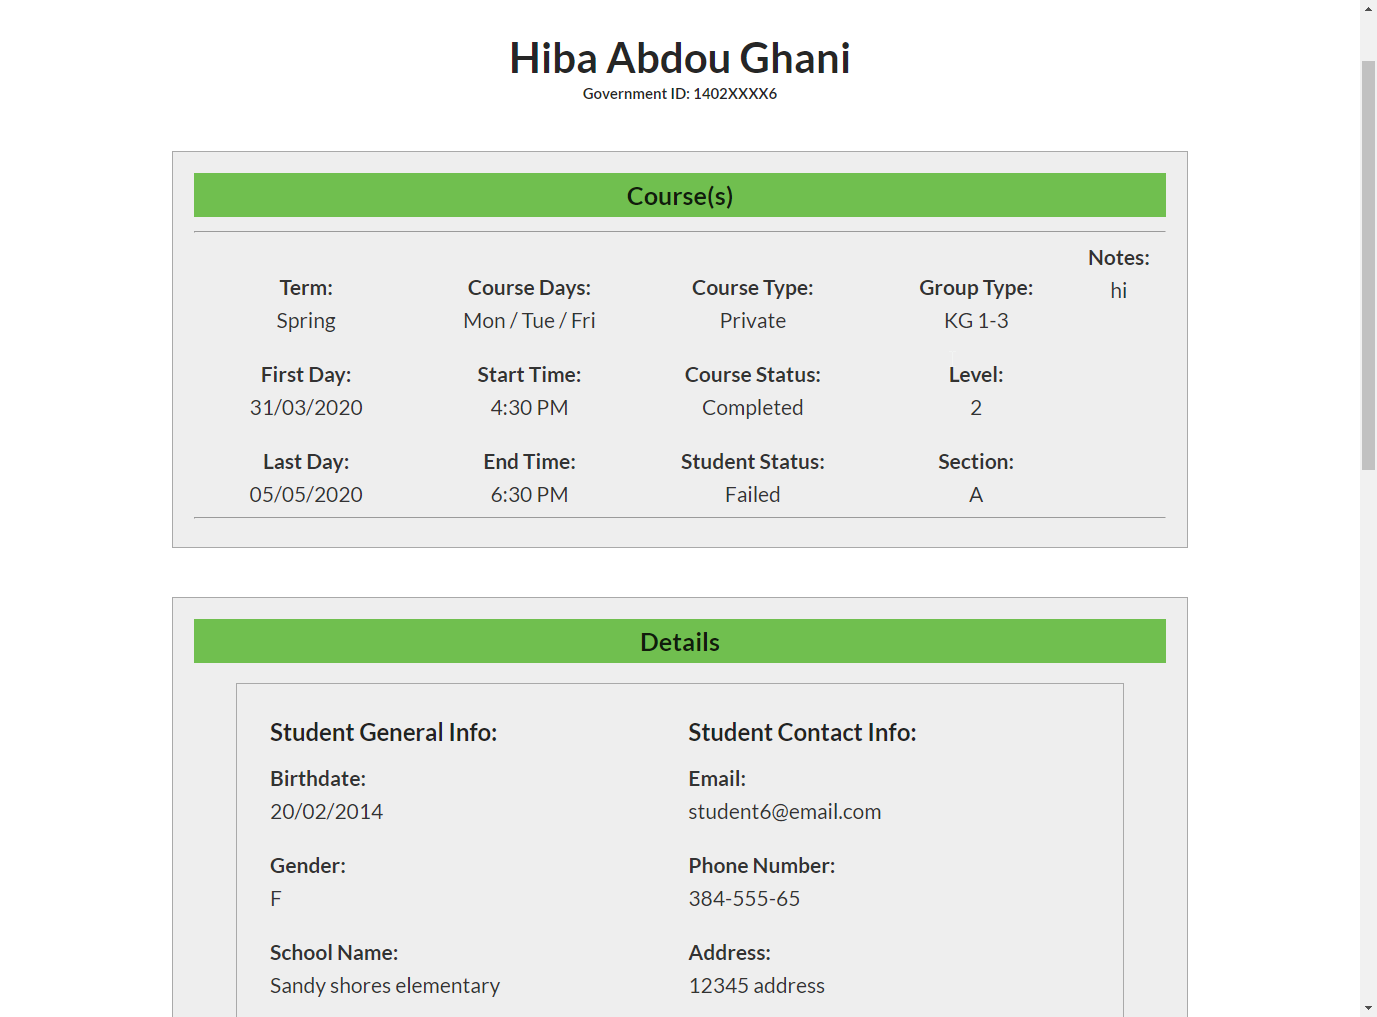 Hiba Abdou Ghani
Government ID: 1402XXXX6
Course(s)
Notes:
hi
Term: Course Days: Course Type: Group Type:
Spring Mon / Tue / Fri Private KG 1-3
First Day: Start Time: Course Status: Level:
31/03/2020 4:30 PM Completed 2
Last Day: End Time: Student Status: Section:
05/05/2020 6:30 PM Failed A
Details
Student General Info: Student Contact Info:
Birthdate: Email:
20/02/2014 student6@email.com
Gender: Phone Number:
F 384-555-65
School Name: Address:
Sandy shores elementary 12345 address